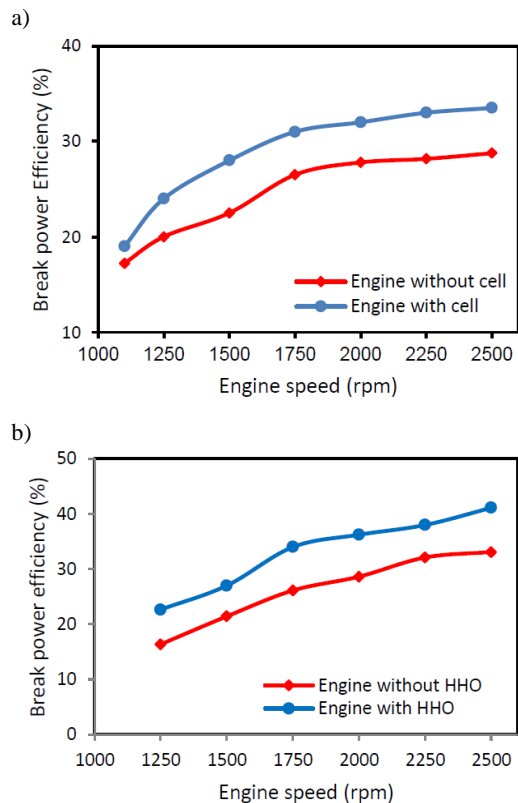 a)
40
30
20
10
Break power Efficiency (%)
Engine without cell
Engine with cell
1000 1250 1500 1750 2000 2250 2500
Engine speed (rpm)
b)
50
40
30
20
10
0
Break power efficiency (%)
Engine without HHO
Engine with HHO
1000 1250 1500 1750 2000 2250 2500
Engine speed (rpm)